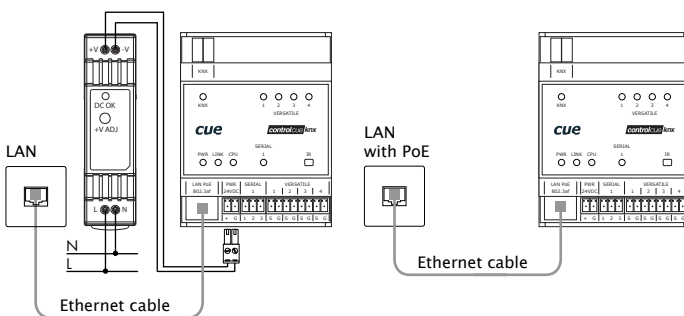 +V -V
DC OK
+V ADJ
L N
LAN
N
L
Ethernet cable
KNX
KNX 1 2 3 4
VERSATILE
cue controlcue knx
SERIAL
PWR LINK CPU 1 IR
LAN PoE PWR SERIAL VERSATILE
802.3af 24VDC 1 1 2 3 4
+ G 1 2 3 S G S G S G S G
LAN
with PoE
Ethernet cable
KNX
KNX 1 2 3 4
VERSATILE
cue controlcue knx
SERIAL
PWR LINK CPU 1 IR
LAN PoE PWR SERIAL VERSATILE
802.3af 24VDC 1 1 2 3 4
+ G 1 2 3 S G S G S G S G